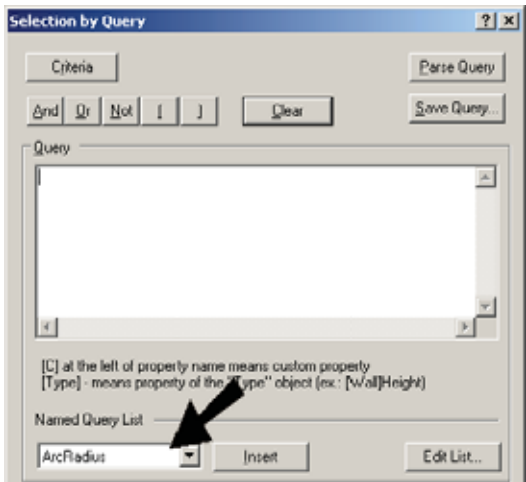 Selection by Query
Criteria
Parse Query
And Or Not ( ) Clear
Save Query...
Query
[C] at the left of property name means custom property
[Type] - means property of the "Type" object (ex.: [Wall]Height)
Named Query List
ArcRadius Insert Edit List...